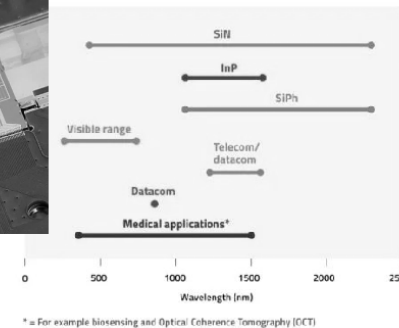 SiN
InP
SiPh
Visible range
Telecom/
datacom
Datacom
Medical applications*
0 500 1000 1500 2000 25
Wavelength (nm)
* = For example biosensing and Optical Coherence Tomography (OCT)